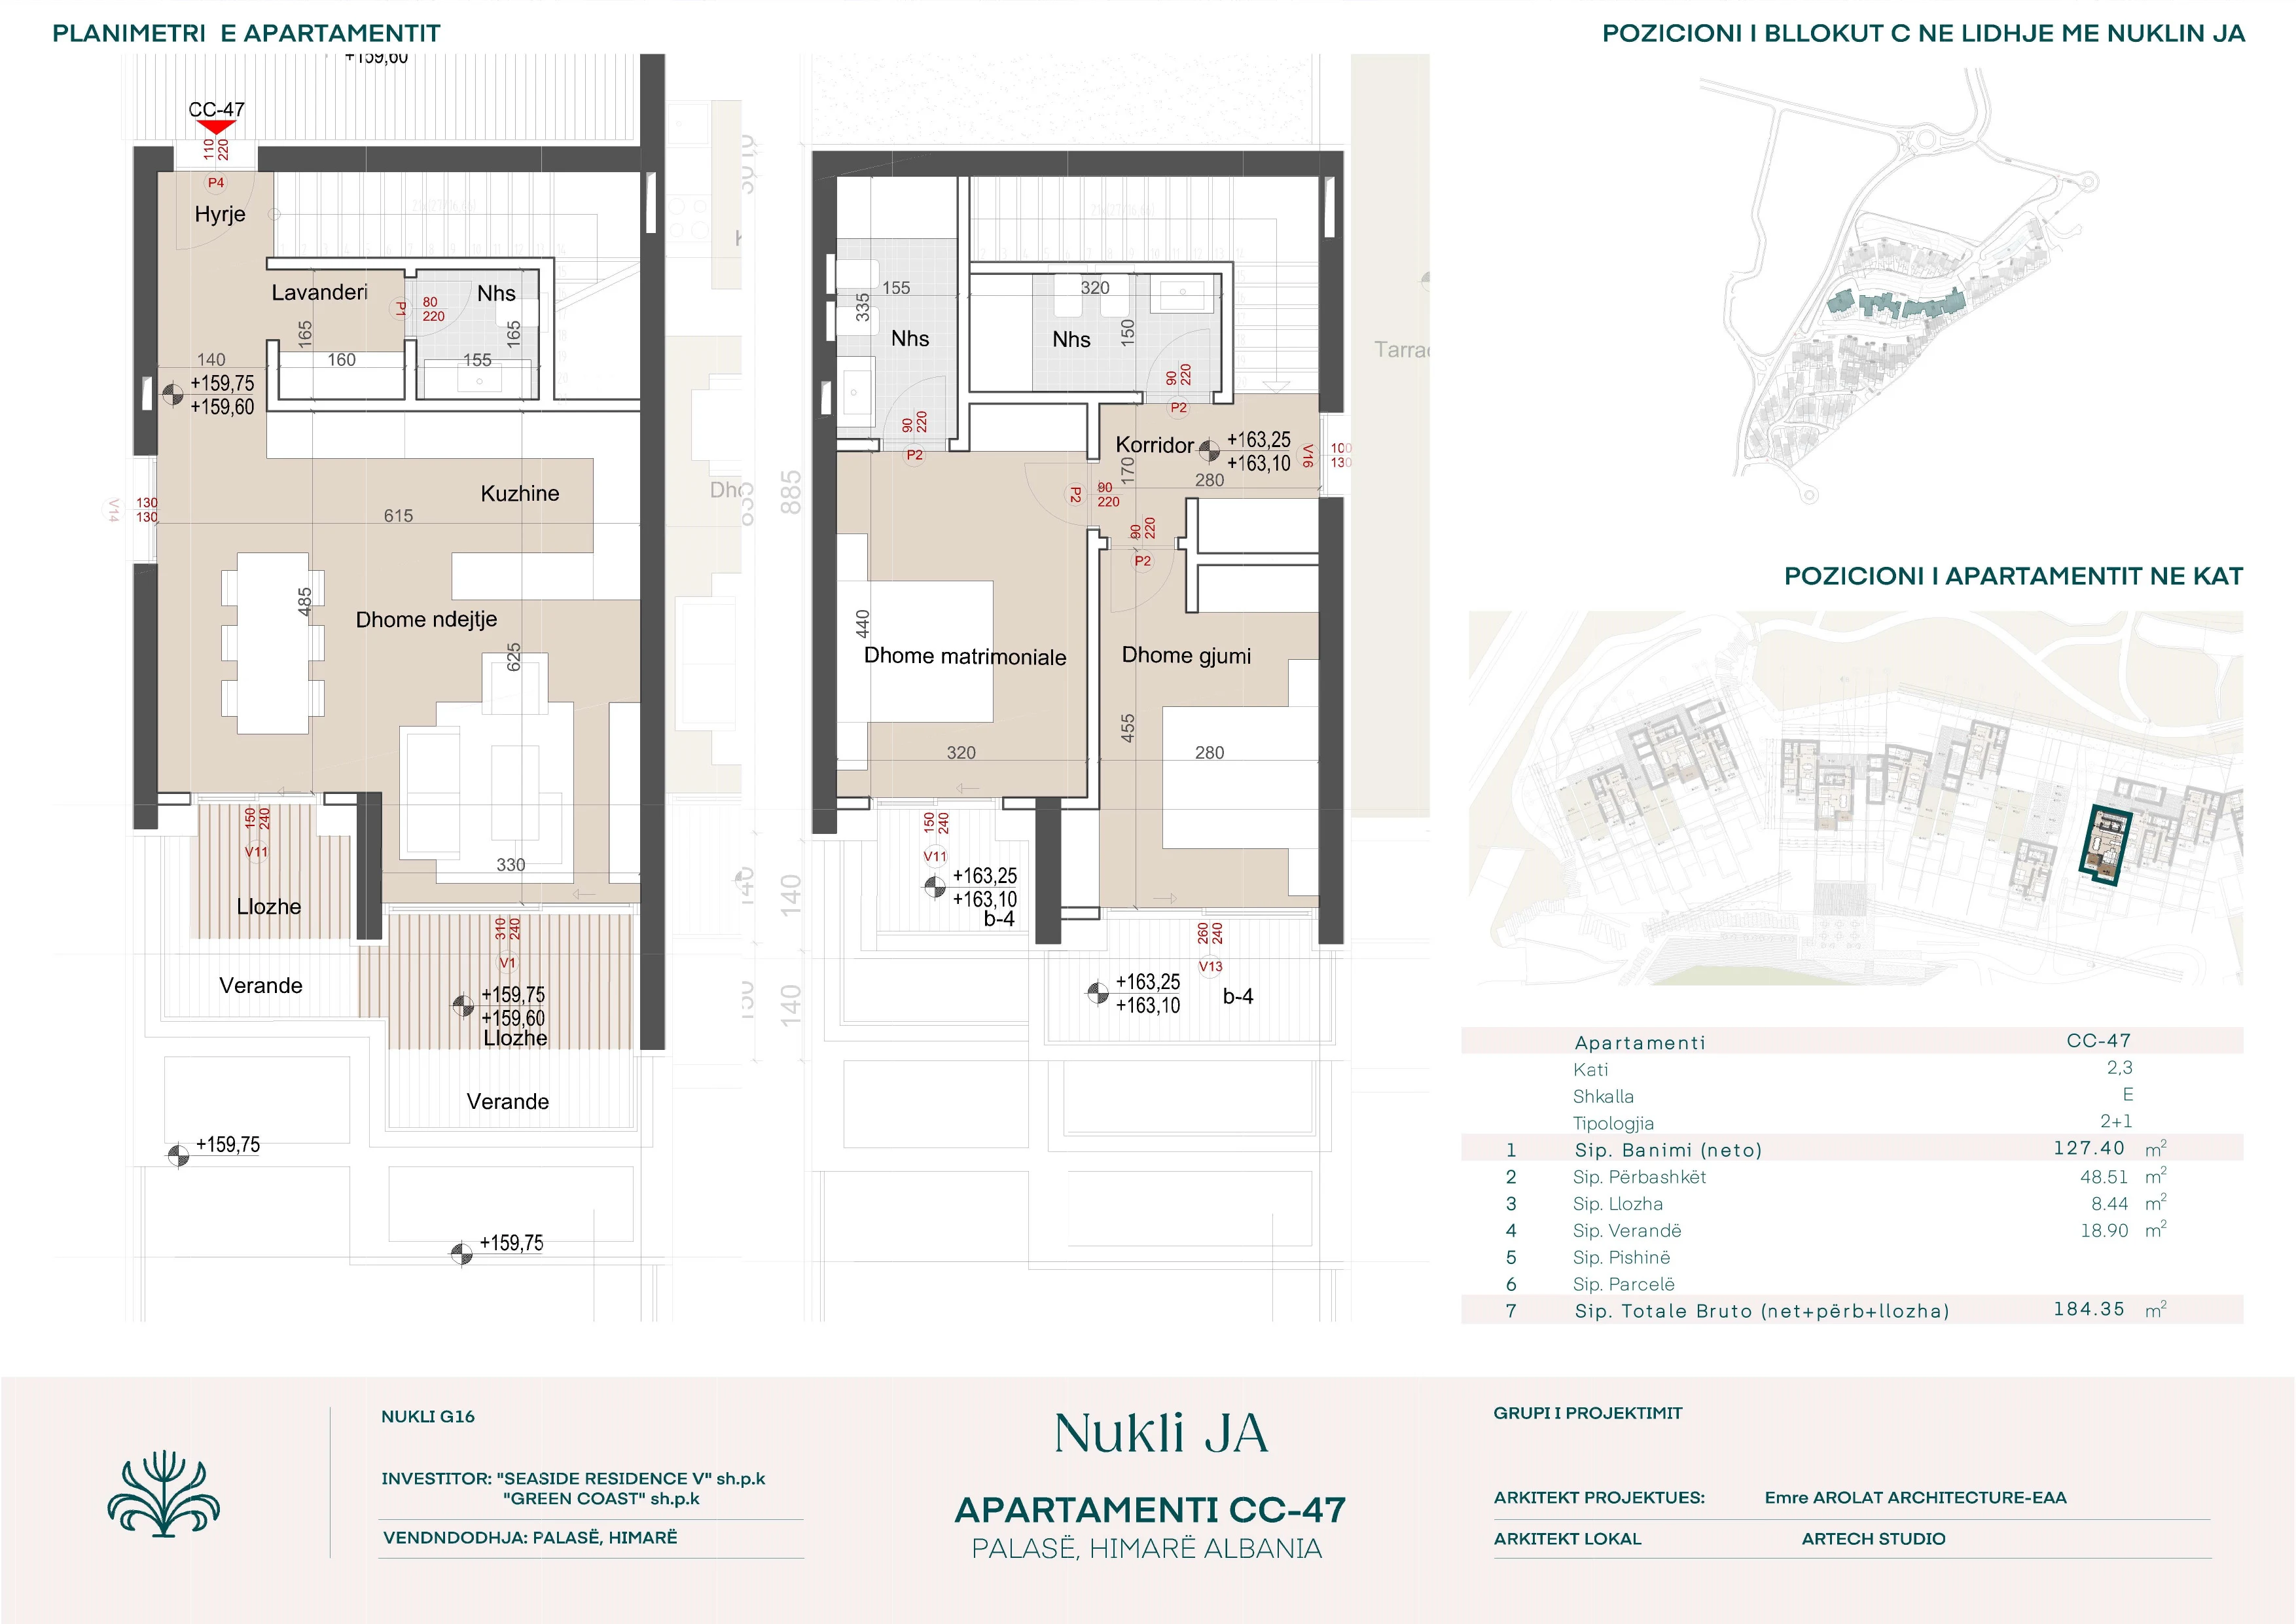 PLANIMETRI E APARTAMENTIT
POZICIONI I BLLOKUT C NE LIDHJE ME NUKLIN JA
+159,60
CC-47
110
220
P4
Hyrje
Lavanderi
Nhs
P1
80
220
165
165
140
160
155
+159,75
+159,60
Kuzhine
V14
130
130
615
485
Dhome ndejtje
625
330
150
240
V11
Llozhe
Verande
310
240
V1
+159,75
+159,60
Llozhe
Verande
+159,75
+159,75
885
140
140
155
335
Nhs
90
220
P2
320
150
Nhs
90
220
P2
Korridor
+163,25
+163,10
170
280
V16
100
130
P2
90
220
90
220
P2
440
Dhome matrimoniale
Dhome gjumi
455
320
280
150
240
V11
+163,25
+163,10
b-4
260
240
V13
+163,25
+163,10
b-4
POZICIONI I APARTAMENTIT NE KAT
Apartamenti CC-47
Kati 2,3
Shkalla E
Tipologjia 2+1
1 Sip. Banimi (neto) 127.40 m²
2 Sip. Përbashkët 48.51 m²
3 Sip. Llozha 8.44 m²
4 Sip. Verandë 18.90 m²
5 Sip. Pishinë
6 Sip. Parcelë
7 Sip. Totale Bruto (net+përb+llozha) 184.35 m²
NUKLI G16
INVESTITOR: "SEASIDE RESIDENCE V" sh.p.k
"GREEN COAST" sh.p.k
VENDNDODHJA: PALASË, HIMARË
Nukli JA
APARTAMENTI CC-47
PALASË, HIMARË ALBANIA
GRUPI I PROJEKTIMIT
ARKITEKT PROJEKTUES: Emre AROLAT ARCHITECTURE-EAA
ARKITEKT LOKAL ARTECH STUDIO